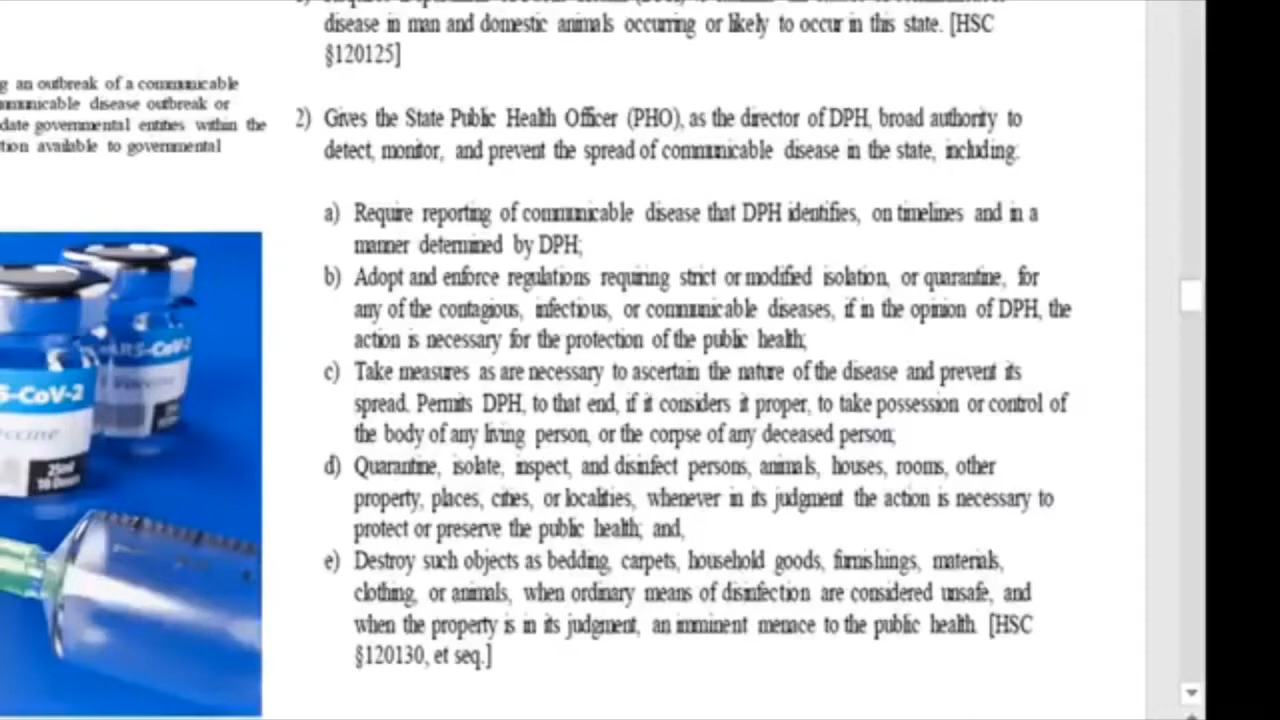 g an outbreak of a communicable
mmunicable disease outbreak or
date governmental entities within the
tion available to governmental
S-CoV-2
ccine
25ml
10 Doses
ARS-CoV-2
disease in man and domestic animals occurring or likely to occur in this state. [HSC
§120125]
2) Gives the State Public Health Officer (PHO), as the director of DPH, broad authority to
detect, monitor, and prevent the spread of communicable disease in the state, including:
a) Require reporting of communicable disease that DPH identifies, on timelines and in a
manner determined by DPH;
b) Adopt and enforce regulations requiring strict or modified isolation, or quarantine, for
any of the contagious, infectious, or communicable diseases, if in the opinion of DPH, the
action is necessary for the protection of the public health;
c) Take measures as are necessary to ascertain the nature of the disease and prevent its
spread. Permits DPH, to that end, if it considers it proper, to take possession or control of
the body of any living person, or the corpse of any deceased person;
d) Quarantine, isolate, inspect, and disinfect persons, animals, houses, rooms, other
property, places, cities, or localities, whenever in its judgment the action is necessary to
protect or preserve the public health; and,
e) Destroy such objects as bedding, carpets, household goods, furnishings, materials,
clothing, or animals, when ordinary means of disinfection are considered unsafe, and
when the property is in its judgment, an imminent menace to the public health. [HSC
§120130, et seq.]